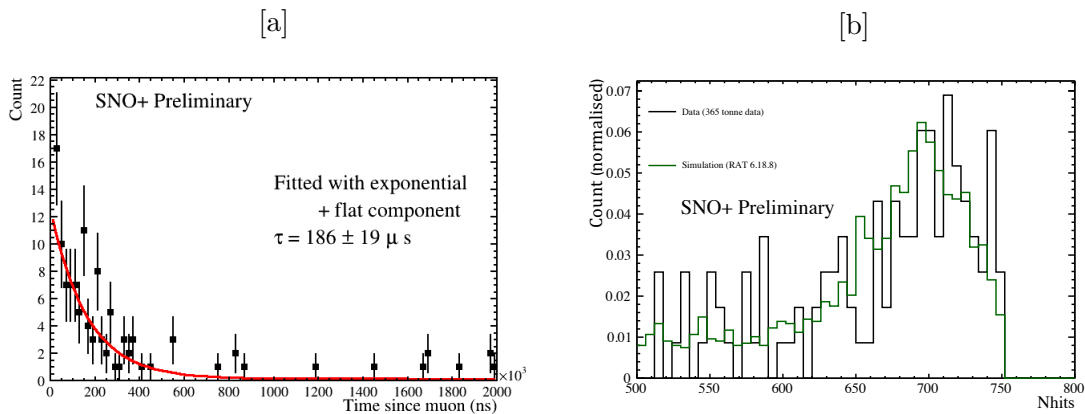 [a]
[b]
Count
22
20
18
16
14
12
10
8
6
4
2
0
SNO+ Preliminary
Fitted with exponential
+ flat component
τ = 186 ± 19 μ s
0 200 400 600 800 1000 1200 1400 1600 1800 2000
×10³
Time since muon (ns)
Count (normalised)
0.07
0.06
0.05
0.04
0.03
0.02
0.01
0
Data (365 tonne data)
Simulation (RAT 6.18.8)
SNO+ Preliminary
500 550 600 650 700 750 800
Nhits